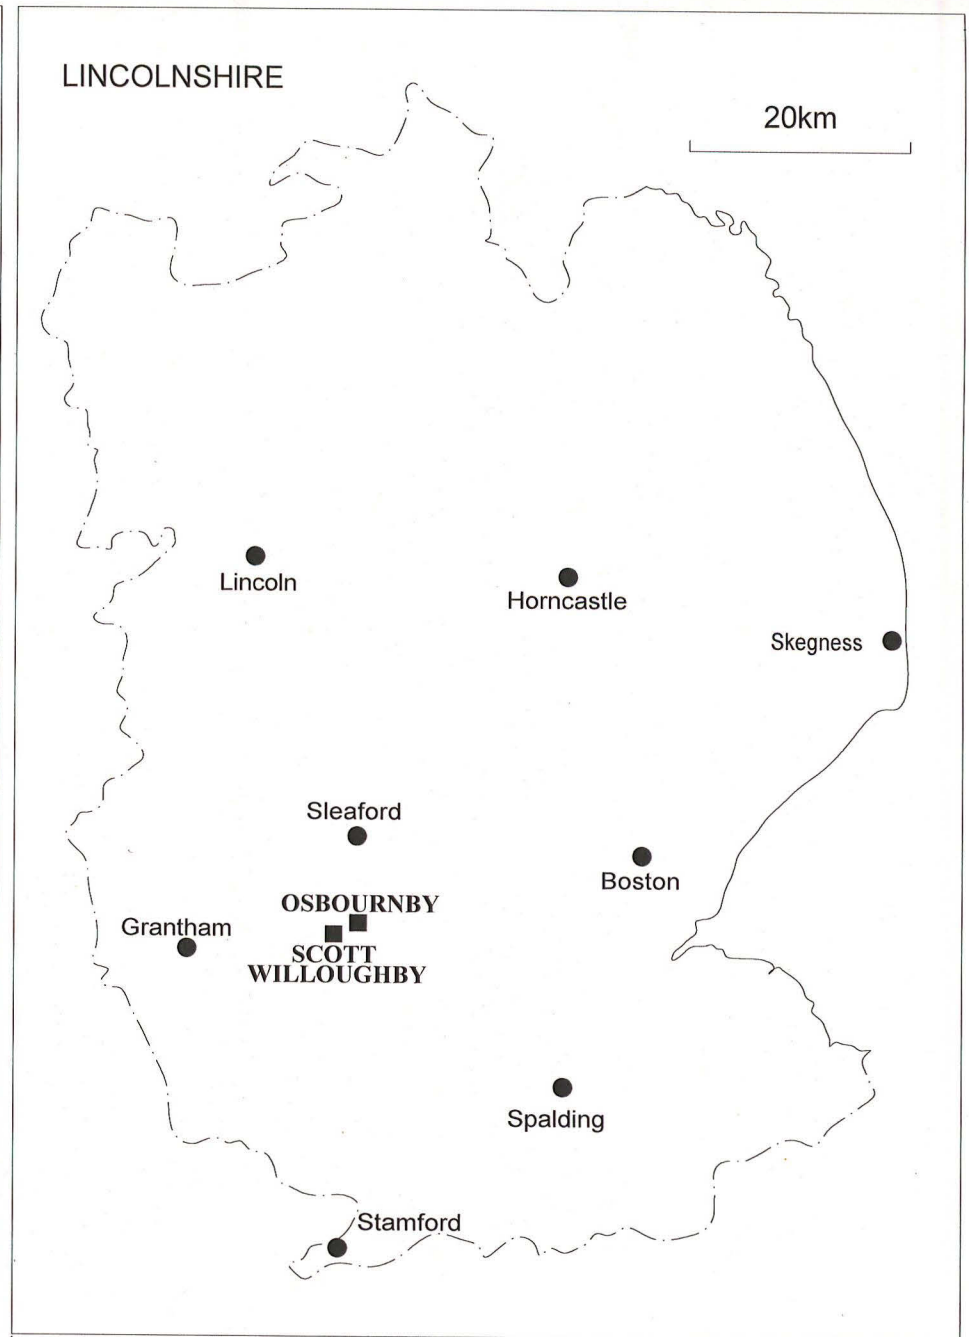 LINCOLNSHIRE
20km
Lincoln
Horncastle
Skegness
Sleaford
Boston
OSBOURNBY
Grantham
SCOTT
WILLOUGHBY
Spalding
Stamford